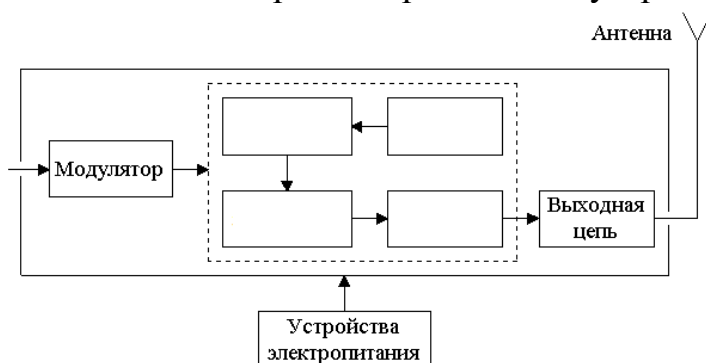 Антенна
Модулятор
Выходная
цепь
Устройства
электропитания